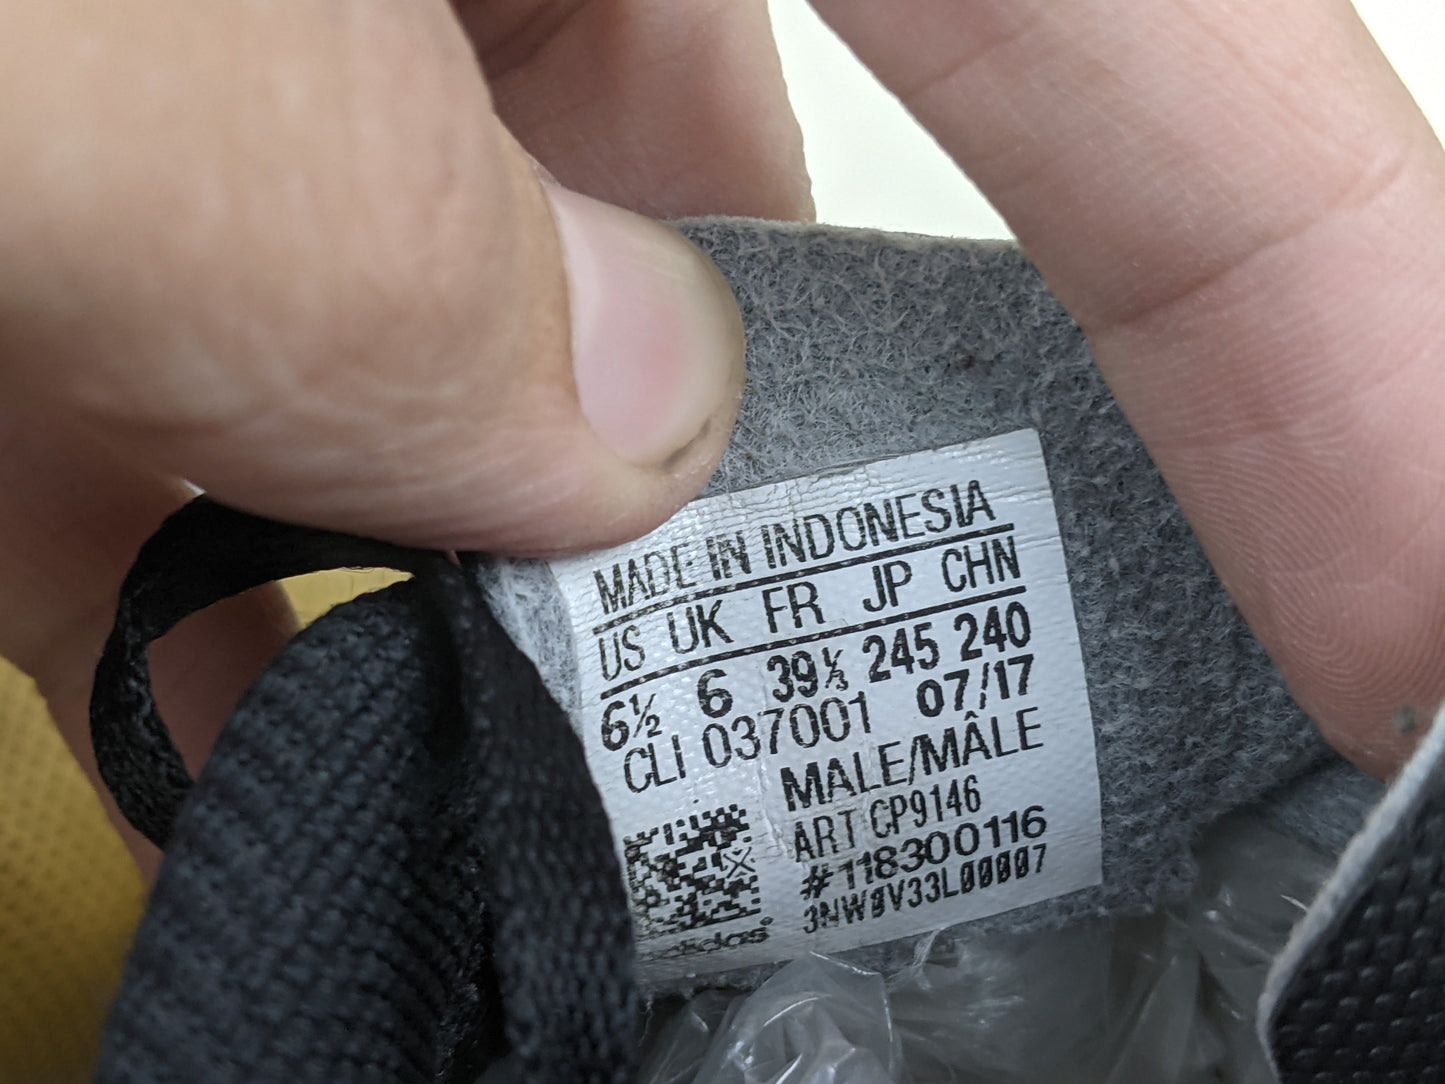 MADE IN INDONESIA
US UK FR JP CHN
6½ 6 39⅓ 245 240
CLI 037001 07/17
MALE/MÂLE
ART CP9146
#118300116
3NW0V33L00007
adidas